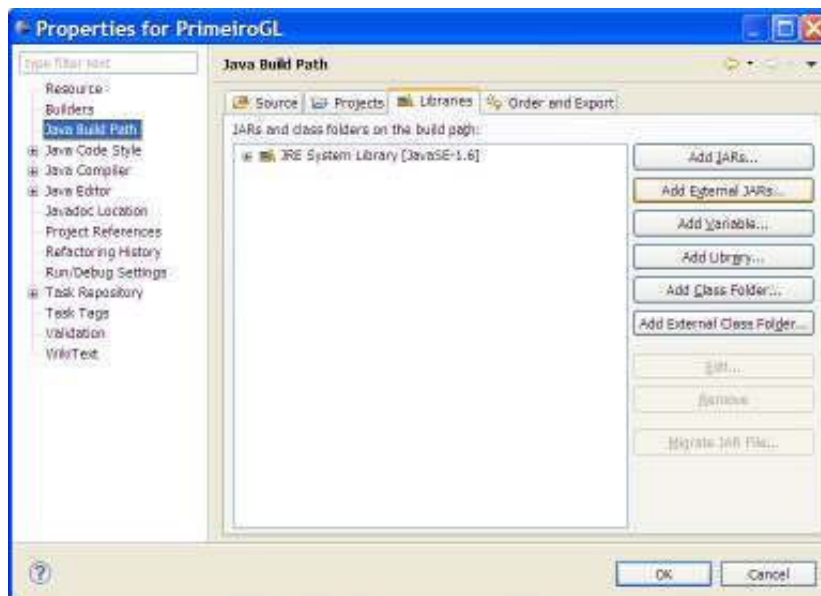 Properties for PrimeiroGL
type filter text
Resource
Builders
Java Build Path
Java Code Style
Java Compiler
Java Editor
Javadoc Location
Project References
Refactoring History
Run/Debug Settings
Task Repository
Task Tags
Validation
WikiText
Java Build Path
Source Projects Libraries Order and Export
JARs and class folders on the build path:
JRE System Library [JavaSE-1.6]
Add JARs...
Add External JARs...
Add Variable...
Add Library...
Add Class Folder...
Add External Class Folder...
Edit...
Remove
Migrate JAR File...
OK Cancel